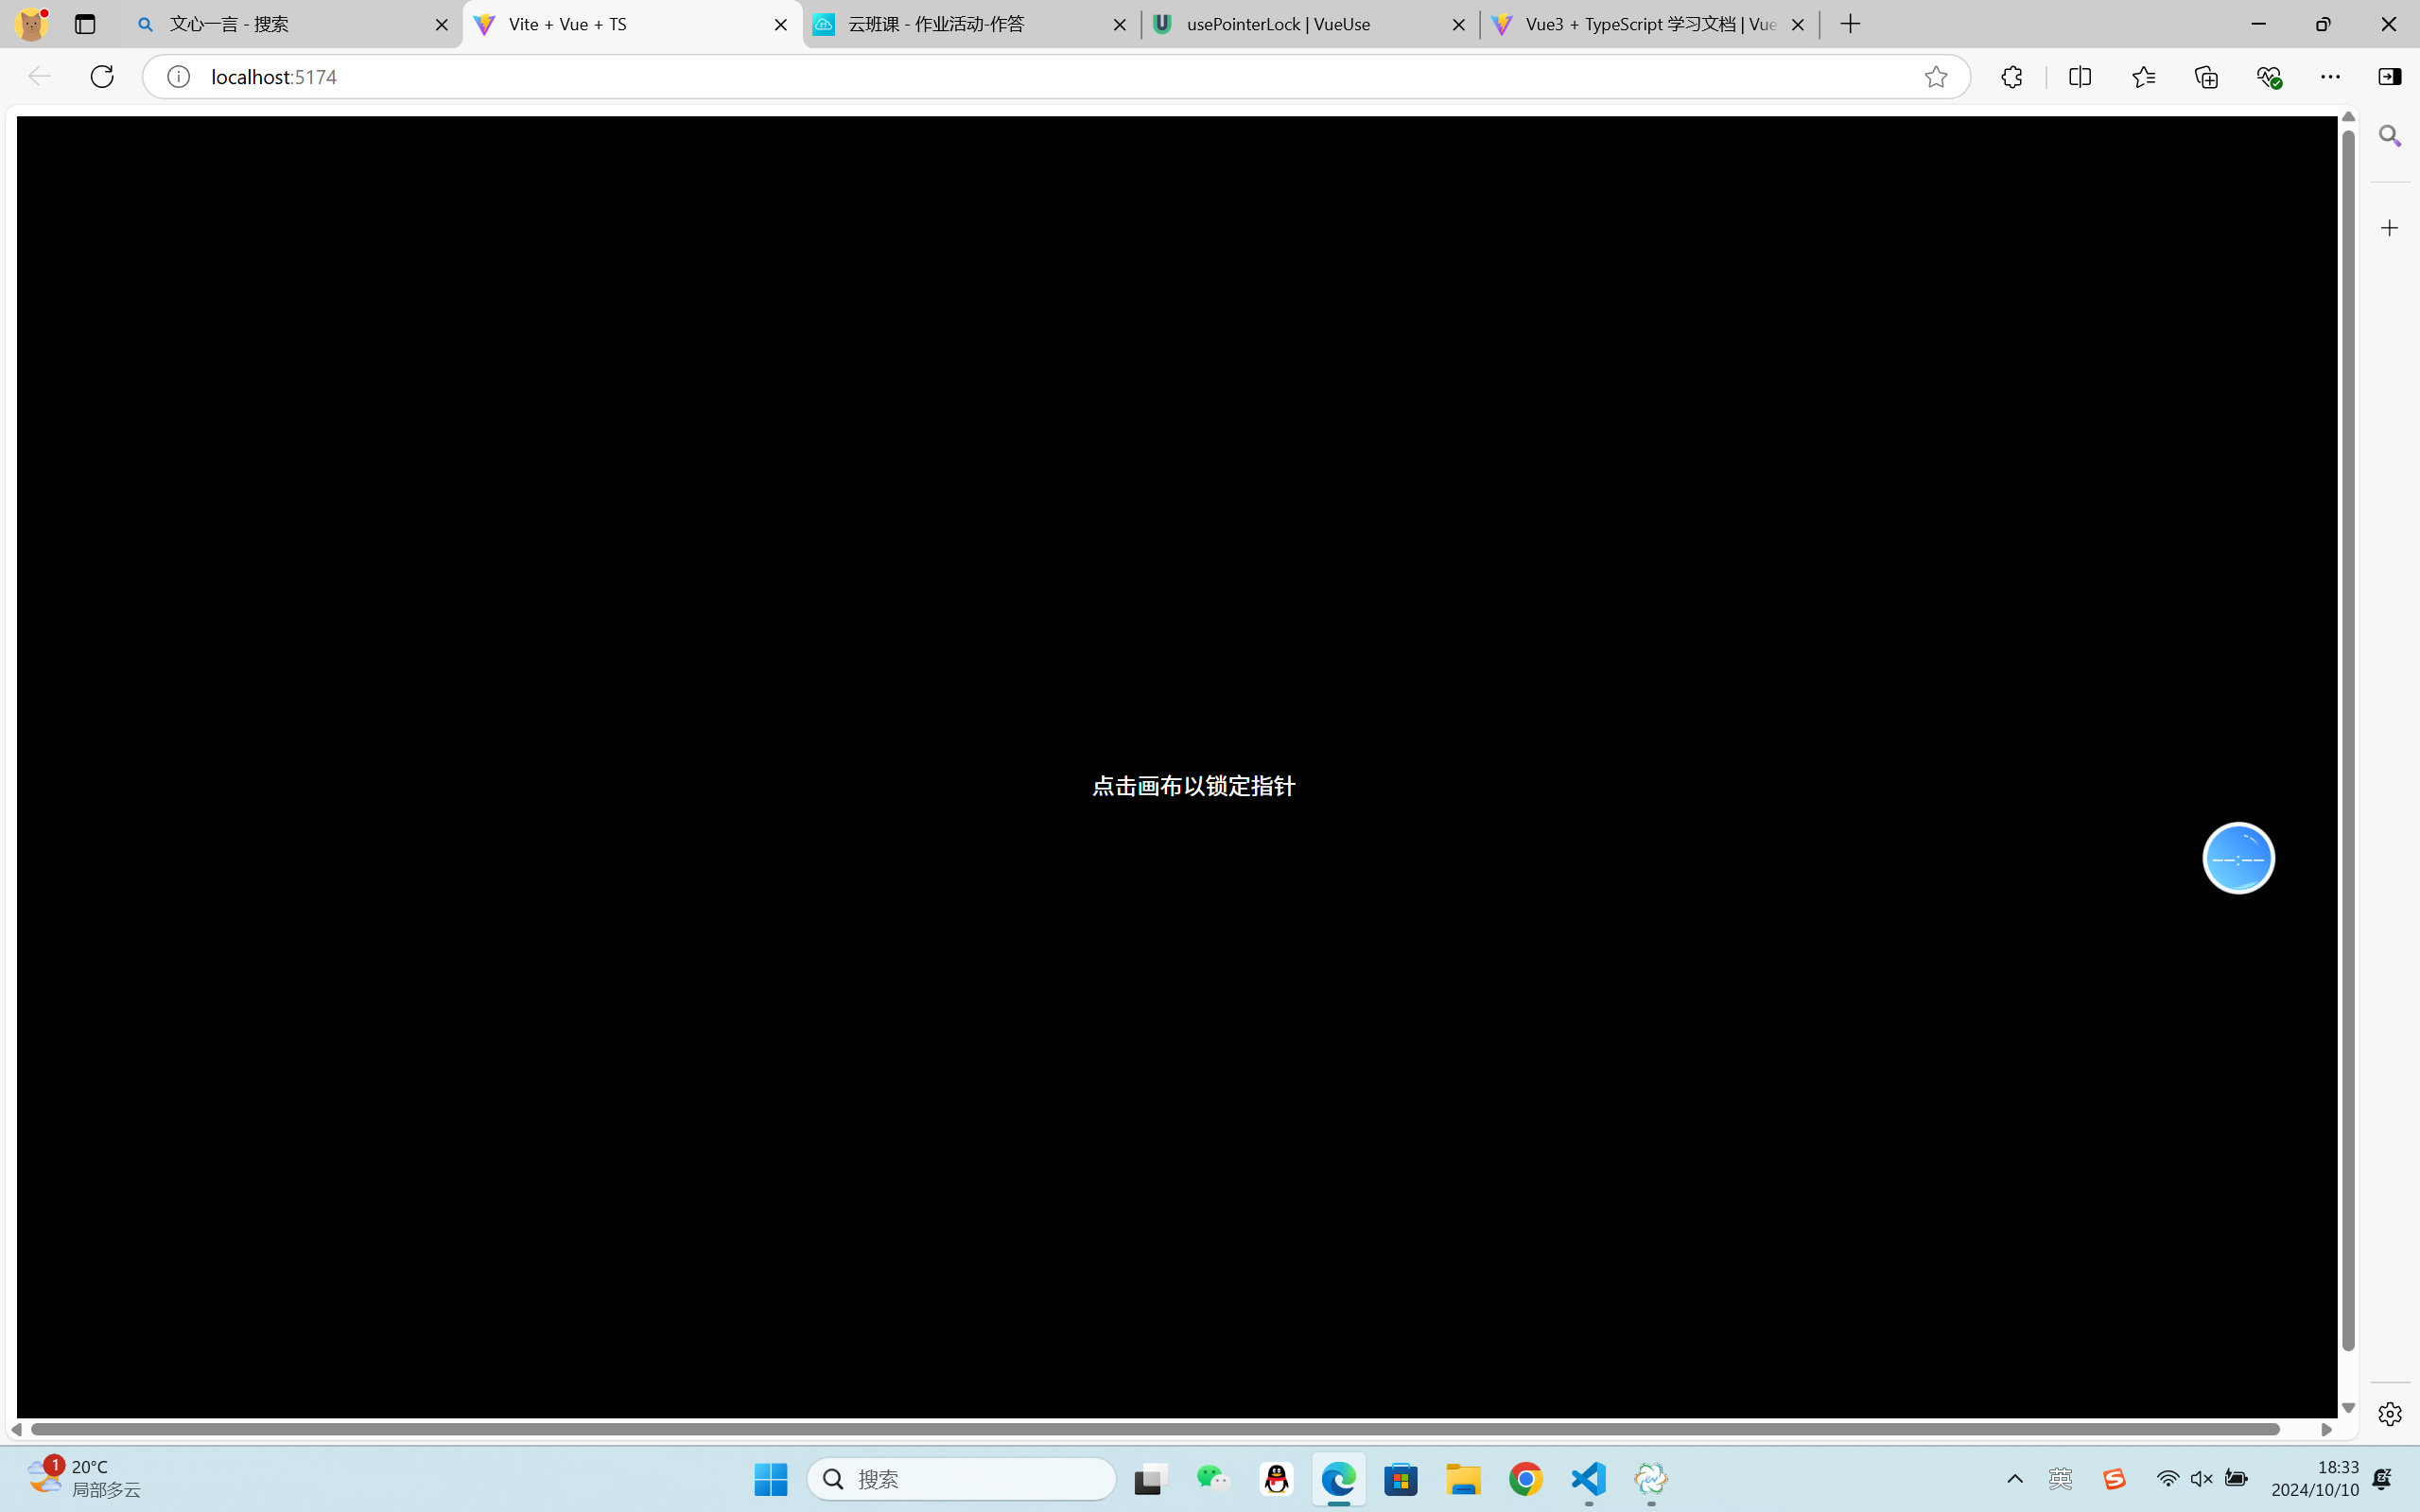 文心一言 - 搜索
Vite + Vue + TS
云班课 - 作业活动-作答
usePointerLock | VueUse
Vue3 + TypeScript 学习文档 | Vue
localhost:5174
点击画布以锁定指针
--:--
1
20°C
局部多云
搜索
英
18:33
2024/10/10